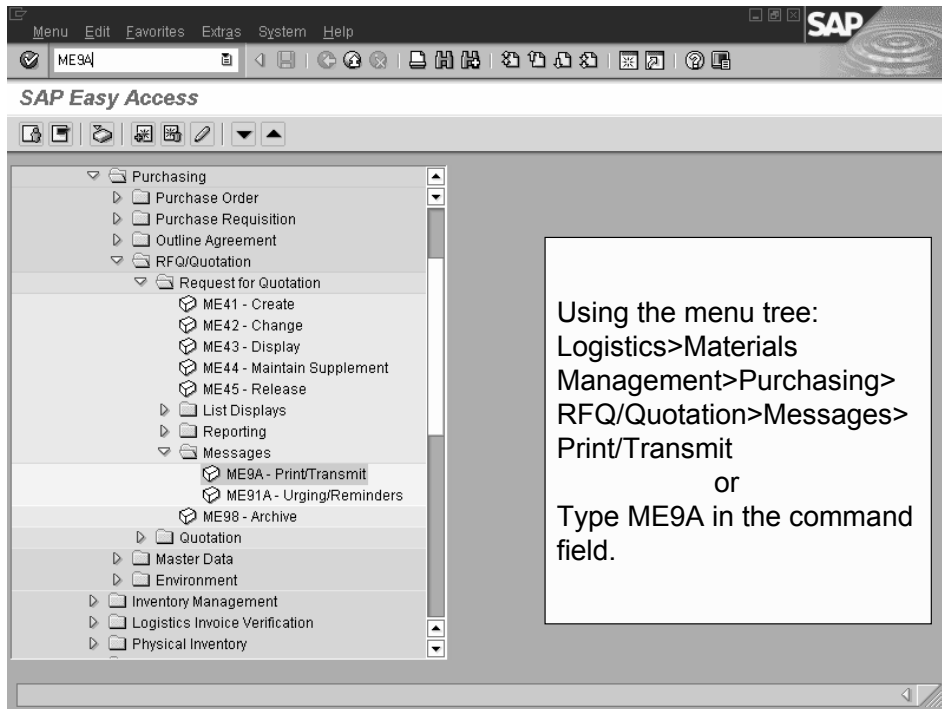 Menu Edit Favorites Extras System Help
SAP
ME9A
SAP Easy Access
Purchasing
Purchase Order
Purchase Requisition
Outline Agreement
RFQ/Quotation
Request for Quotation
ME41 - Create
ME42 - Change
ME43 - Display
ME44 - Maintain Supplement
ME45 - Release
List Displays
Reporting
Messages
ME9A - Print/Transmit
ME91A - Urging/Reminders
ME98 - Archive
Quotation
Master Data
Environment
Inventory Management
Logistics Invoice Verification
Physical Inventory
Using the menu tree:
Logistics>Materials
Management>Purchasing>
RFQ/Quotation>Messages>
Print/Transmit
or
Type ME9A in the command
field.